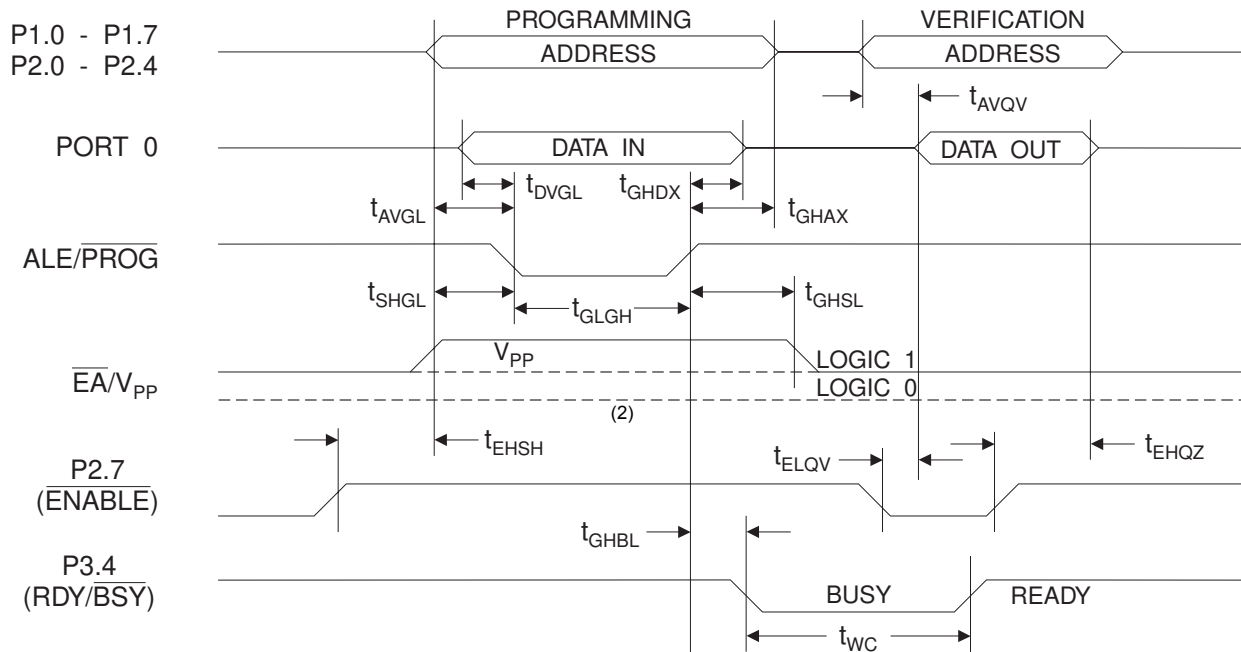 PROGRAMMING VERIFICATION
P1.0 - P1.7
P2.0 - P2.4
ADDRESS ADDRESS
tAVQV
PORT 0 DATA IN DATA OUT
tDVGL tGHDX
tAVGL tGHAX
ALE/PROG
tSHGL tGLGH tGHSL
VPP LOGIC 1
EA/VPP LOGIC 0
(2)
tEHSH tELQV tEHQZ
P2.7
(ENABLE)
tGHBL
P3.4
(RDY/BSY) BUSY READY
tWC